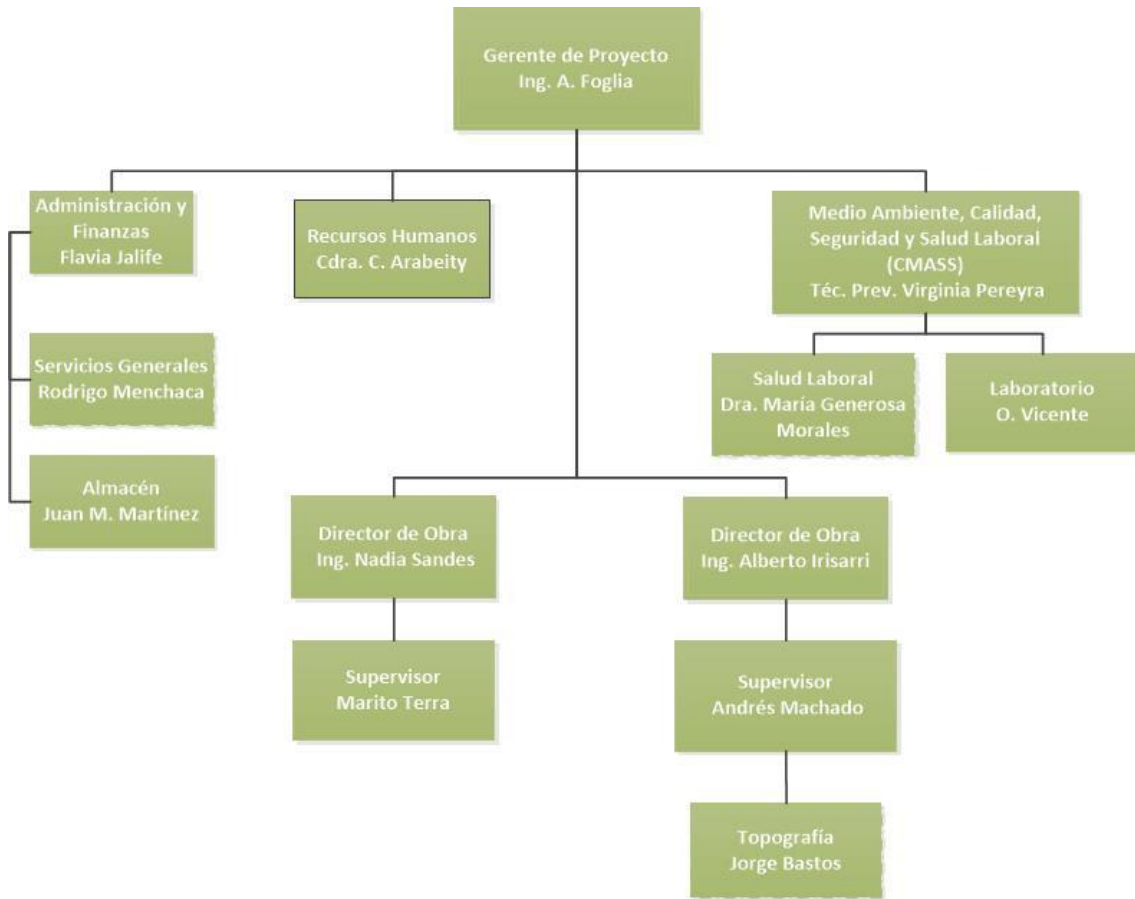 Gerente de Proyecto
Ing. A. Foglia
Administración y
Finanzas
Flavia Jalife
Recursos Humanos
Cdra. C. Arabeity
Medio Ambiente, Calidad,
Seguridad y Salud Laboral
(CMASS)
Téc. Prev. Virginia Pereyra
Servicios Generales
Rodrigo Menchaca
Salud Laboral
Dra. María Generosa
Morales
Laboratorio
O. Vicente
Almacén
Juan M. Martínez
Director de Obra
Ing. Nadia Sandes
Director de Obra
Ing. Alberto Irisarri
Supervisor
Marito Terra
Supervisor
Andrés Machado
Topografía
Jorge Bastos